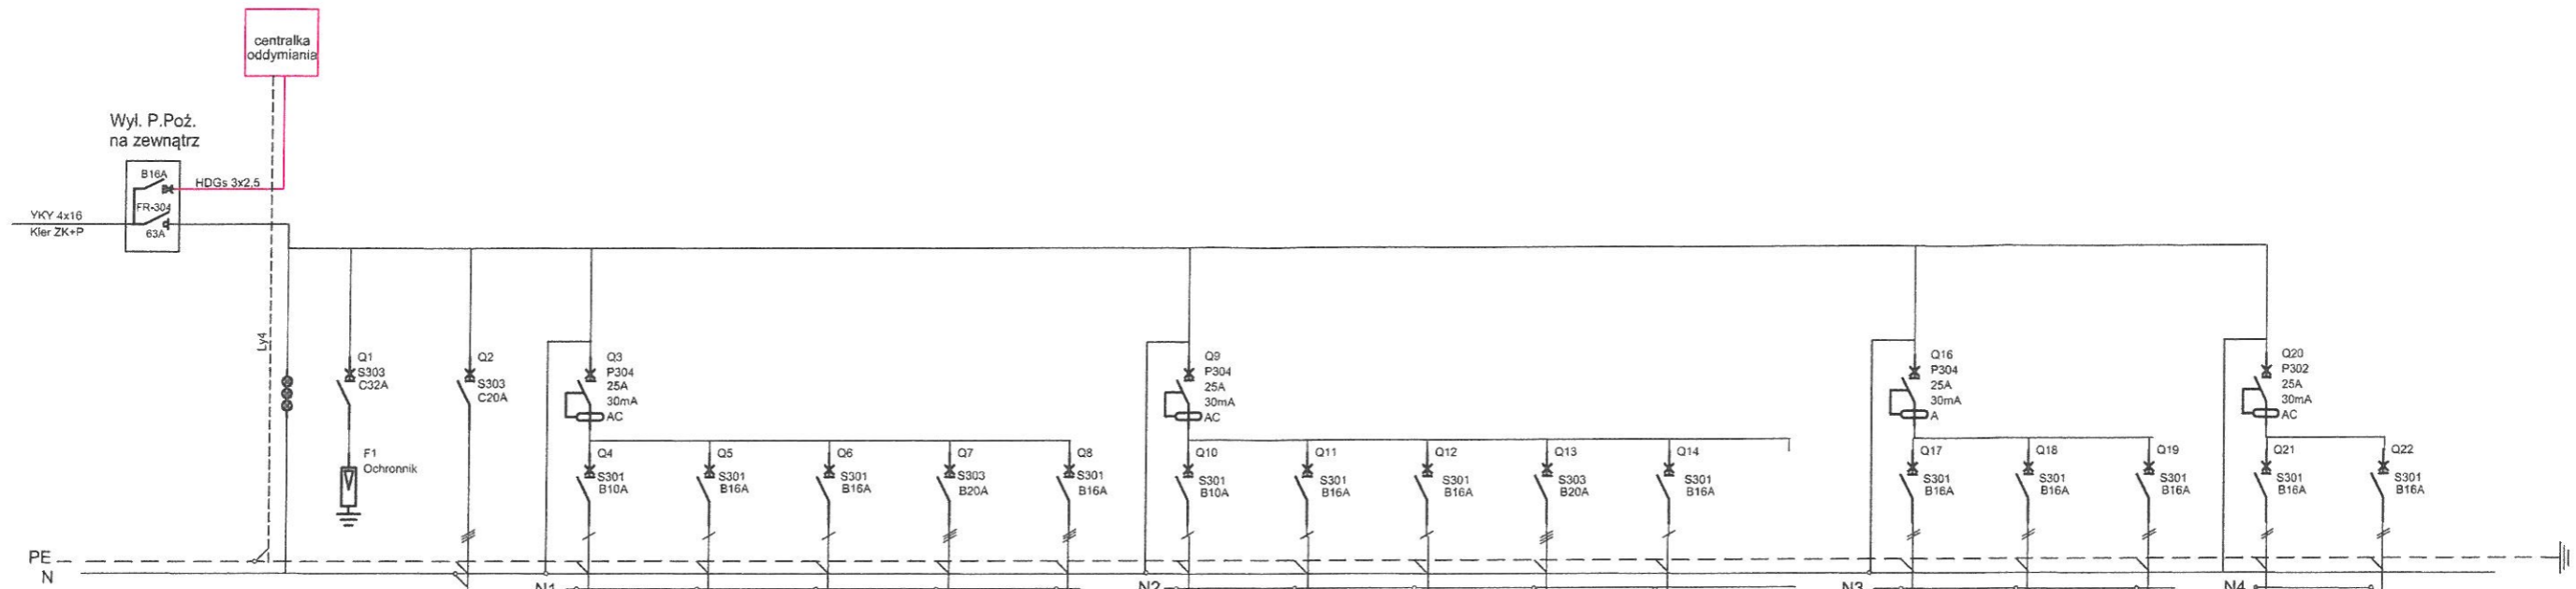 centralka
oddymiania
Wył. P.Poż.
na zewnątrz
B16A
HDGs 3x2,5
FR-304
63A
YKY 4x16
Kier ZK+P
Ly4
Q1
S303
C32A
F1
Ochronnik
Q2
S303
C20A
Q3
P304
25A
30mA
AC
Q4
S301
B10A
Q5
S301
B16A
Q6
S301
B16A
Q7
S303
B20A
Q8
S301
B16A
Q9
P304
25A
30mA
AC
Q10
S301
B10A
Q11
S301
B16A
Q12
S301
B16A
Q13
S303
B20A
Q14
S301
B16A
Q16
P304
25A
30mA
A
Q17
S301
B16A
Q18
S301
B16A
Q19
S301
B16A
Q20
P302
25A
30mA
AC
Q21
S301
B16A
Q22
S301
B16A
PE
N
N1
N2
N3
N4